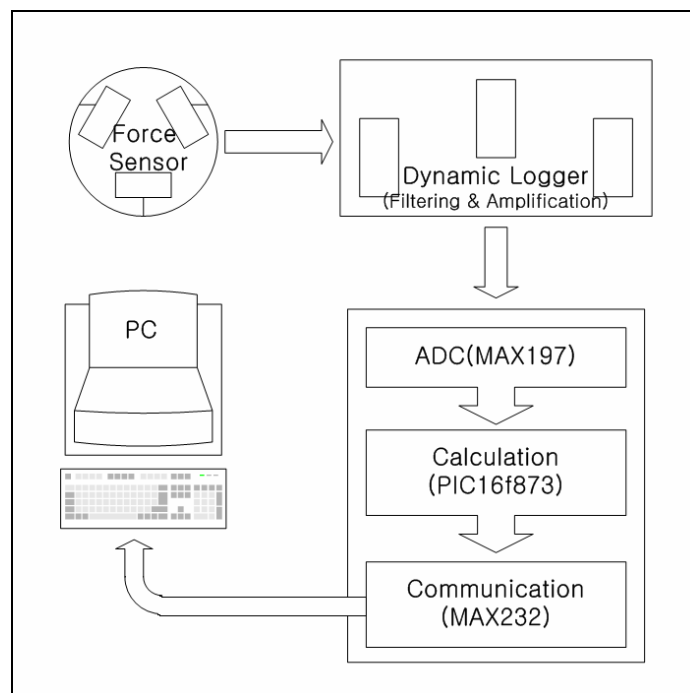 Force
Sensor
Dynamic Logger
(Filtering & Amplification)
PC
ADC(MAX197)
Calculation
(PIC16f873)
Communication
(MAX232)